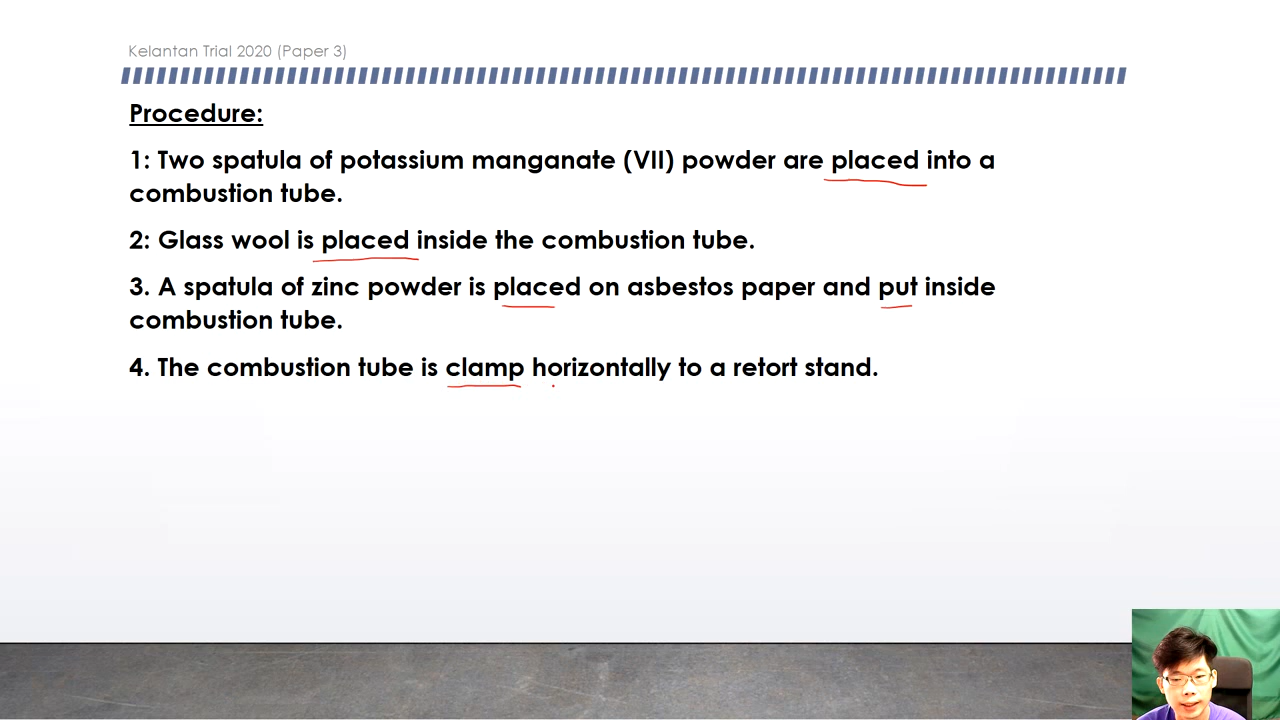 Kelantan Trial 2020 (Paper 3)
Procedure:
1: Two spatula of potassium manganate (VII) powder are placed into a
combustion tube.
2: Glass wool is placed inside the combustion tube.
3. A spatula of zinc powder is placed on asbestos paper and put inside
combustion tube.
4. The combustion tube is clamp horizontally to a retort stand.